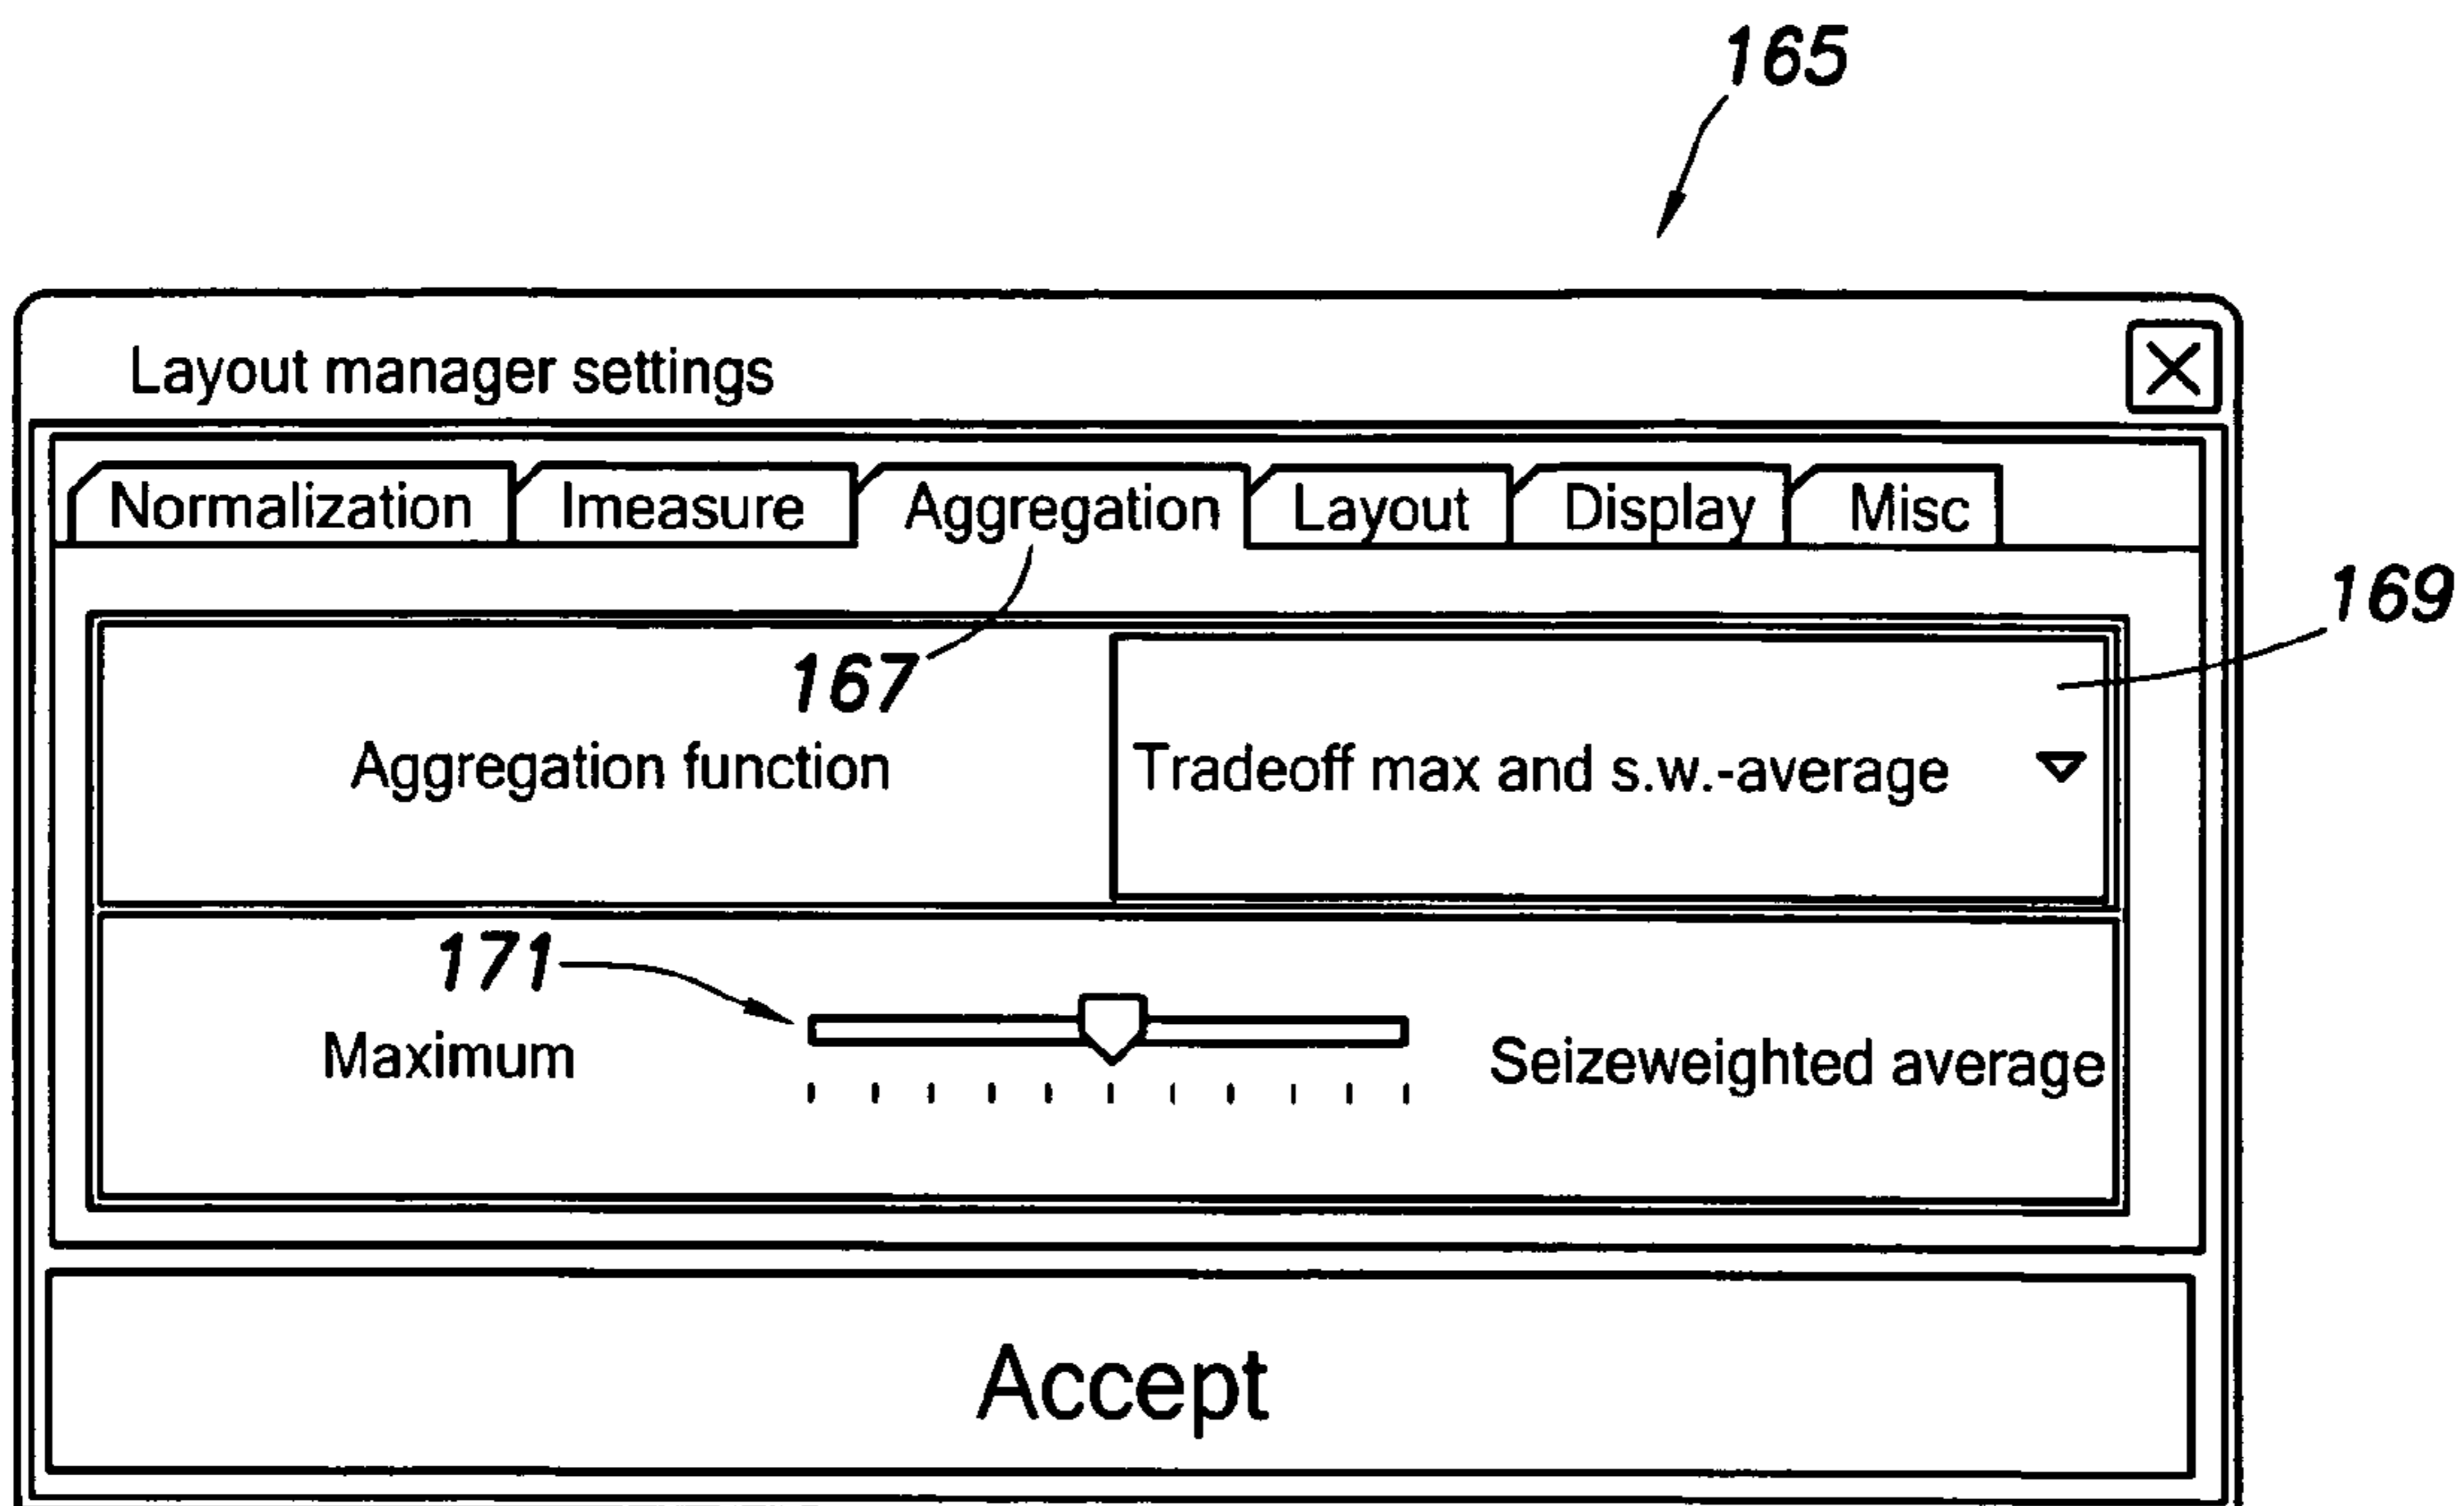 165
Layout manager settings
Normalization Imeasure Aggregation Layout Display Misc
169
167
Aggregation function Tradeoff max and s.w.-average
171
Maximum Seizeweighted average
Accept